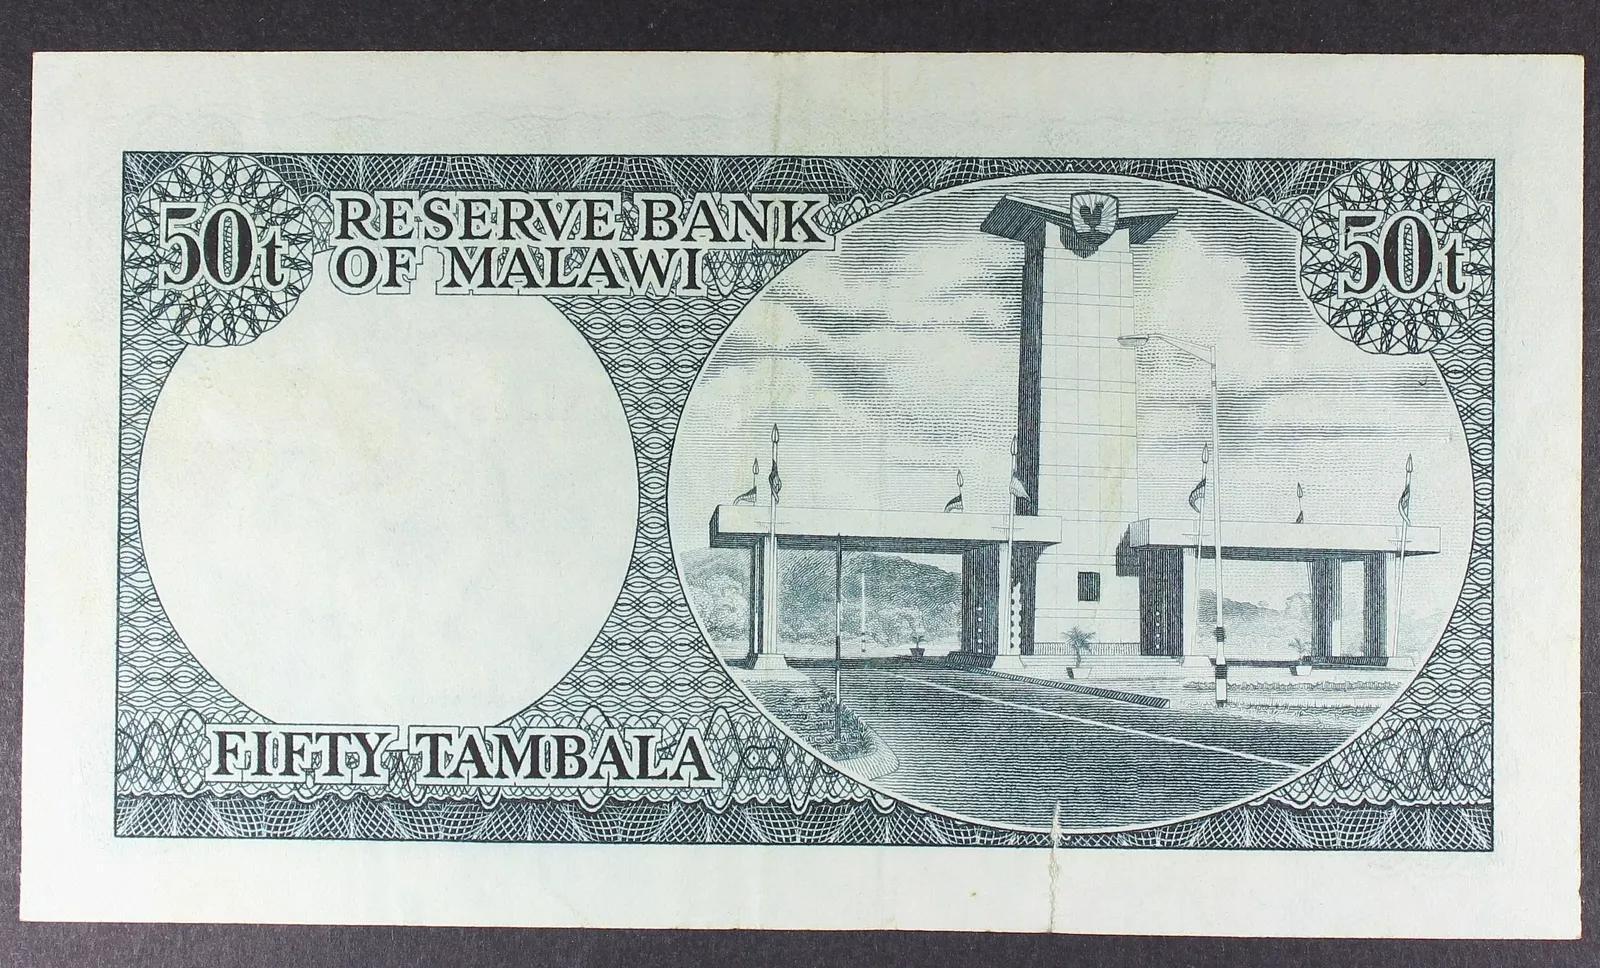 50t
RESERVE BANK
OF MALAWI
50t
FIFTY TAMBALA